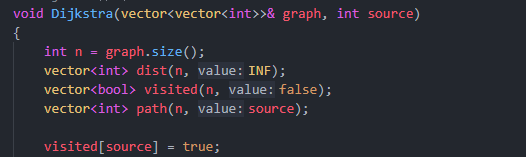 void Dijkstra(vector<vector<int>>& graph, int source)
{
    int n = graph.size();
    vector<int> dist(n, value: INF);
    vector<bool> visited(n, value: false);
    vector<int> path(n, value: source);

    visited[source] = true;